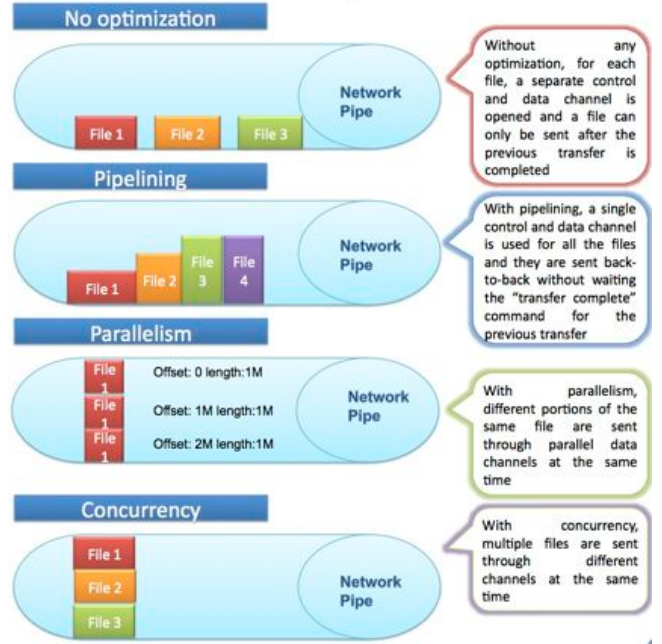 No optimization
Network
Pipe
File 1
File 2
File 3
Without any
optimization, for each
file, a separate control
and data channel is
opened and a file can
only be sent after the
previous transfer is
completed
Pipelining
Network
Pipe
File 1
File 2
File
3
File
4
With pipelining, a single
control and data channel
is used for all the files
and they are sent back-
to-back without waiting
the “transfer complete”
command for the
previous transfer
Parallelism
File
1
Offset: 0 length:1M
File
1
Offset: 1M length:1M
File
1
Offset: 2M length:1M
Network
Pipe
With parallelism,
different portions of the
same file are sent
through parallel data
channels at the same
time
Concurrency
File 1
File 2
File 3
Network
Pipe
With concurrency,
multiple files are sent
through different
channels at the same
time